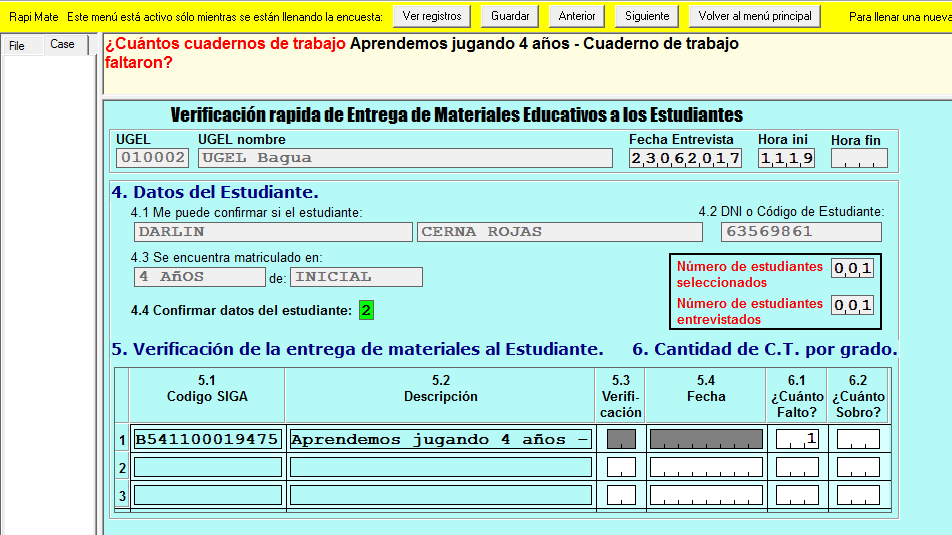 Rapi Mate Este menú está activo sólo mientras se están llenando la encuesta: Ver registros Guardar Anterior Siguiente Volver al menú principal Para llenar una nueva
File Case
¿Cuántos cuadernos de trabajo Aprendemos jugando 4 años - Cuaderno de trabajo
faltaron?
Verificación rapida de Entrega de Materiales Educativos a los Estudiantes
UGEL UGEL nombre Fecha Entrevista Hora ini Hora fin
010002 UGEL Bagua 23062017 1119
4. Datos del Estudiante.
4.1 Me puede confirmar si el estudiante: 4.2 DNI o Código de Estudiante:
DARLIN CERNA ROJAS 63569861
4.3 Se encuentra matriculado en:
4 AñOS de: INICIAL
Número de estudiantes seleccionados 001
4.4 Confirmar datos del estudiante: 2
Número de estudiantes entrevistados 001
5. Verificación de la entrega de materiales al Estudiante. 6. Cantidad de C.T. por grado.
5.1 5.2 5.3 5.4 6.1 6.2
Codigo SIGA Descripción Verifi-cación Fecha ¿Cuánto Falto? ¿Cuánto Sobro?
1 B541100019475 Aprendemos jugando 4 años – 1
2
3